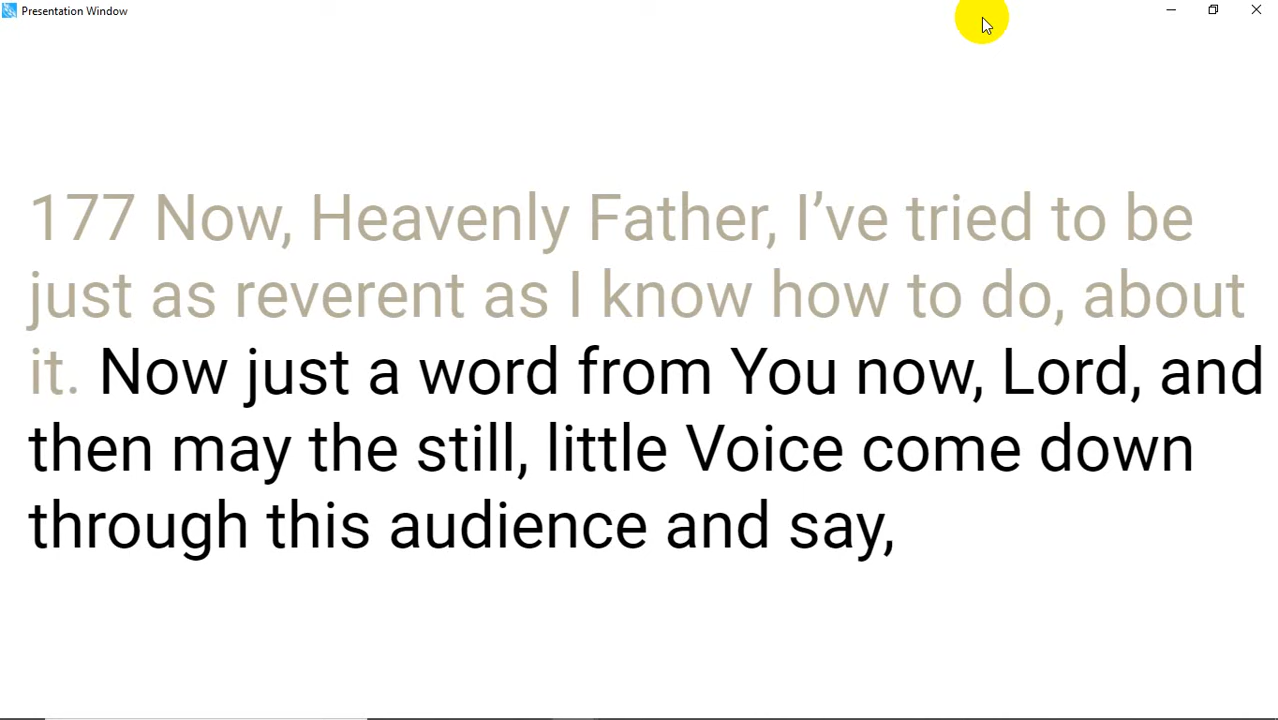 Presentation Window
177 Now, Heavenly Father, I’ve tried to be
just as reverent as I know how to do, about
it. Now just a word from You now, Lord, and
then may the still, little Voice come down
through this audience and say,